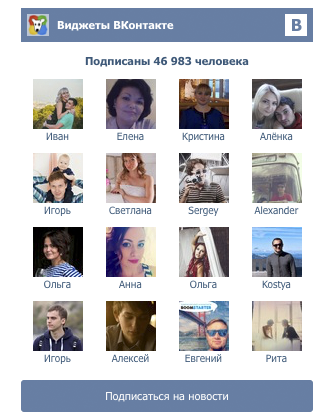 Виджеты ВКонтакте
В
Подписаны 46 983 человека
Иван Елена Кристина Алёнка
Игорь Светлана Sergey Alexander
Ольга Анна Ольга Kostya
BOOMSTARTER
Игорь Алексей Евгений Рита
Подписаться на новости